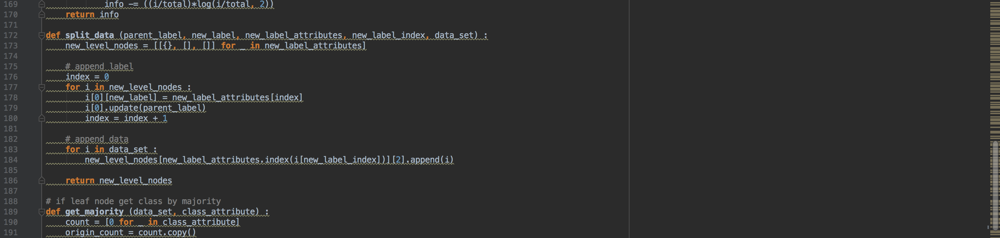 169 info -= ((i/total)*log(i/total, 2))
170 return info
171
172 def split_data (parent_label, new_label, new_label_attributes, new_label_index, data_set) :
173 new_level_nodes = [[{}, [], []] for _ in new_label_attributes]
174
175 # append label
176 index = 0
177 for i in new_level_nodes :
178 i[0][new_label] = new_label_attributes[index]
179 i[0].update(parent_label)
180 index = index + 1
181
182 # append data
183 for i in data_set :
184 new_level_nodes[new_label_attributes.index(i[new_label_index])][2].append(i)
185
186 return new_level_nodes
187
188 # if leaf node get class by majority
189 def get_majority (data_set, class_attribute) :
190 count = [0 for _ in class_attribute]
191 origin_count = count.copy()